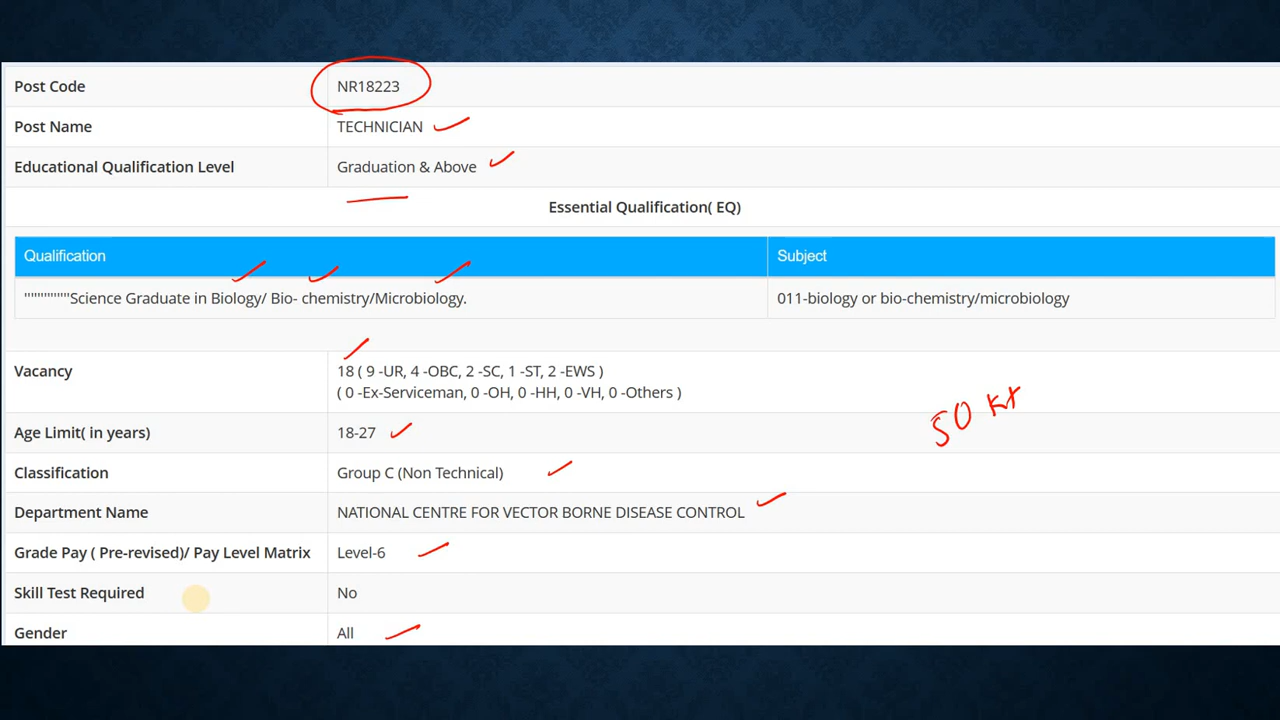 Post Code NR18223
Post Name TECHNICIAN
Educational Qualification Level Graduation & Above
Essential Qualification( EQ)
Qualification Subject
""""""'Science Graduate in Biology/ Bio- chemistry/Microbiology. 011-biology or bio-chemistry/microbiology
Vacancy 18 ( 9 -UR, 4 -OBC, 2 -SC, 1 -ST, 2 -EWS )
( 0 -Ex-Serviceman, 0 -OH, 0 -HH, 0 -VH, 0 -Others )
50 k+
Age Limit( in years) 18-27
Classification Group C (Non Technical)
Department Name NATIONAL CENTRE FOR VECTOR BORNE DISEASE CONTROL
Grade Pay ( Pre-revised)/ Pay Level Matrix Level-6
Skill Test Required No
Gender All